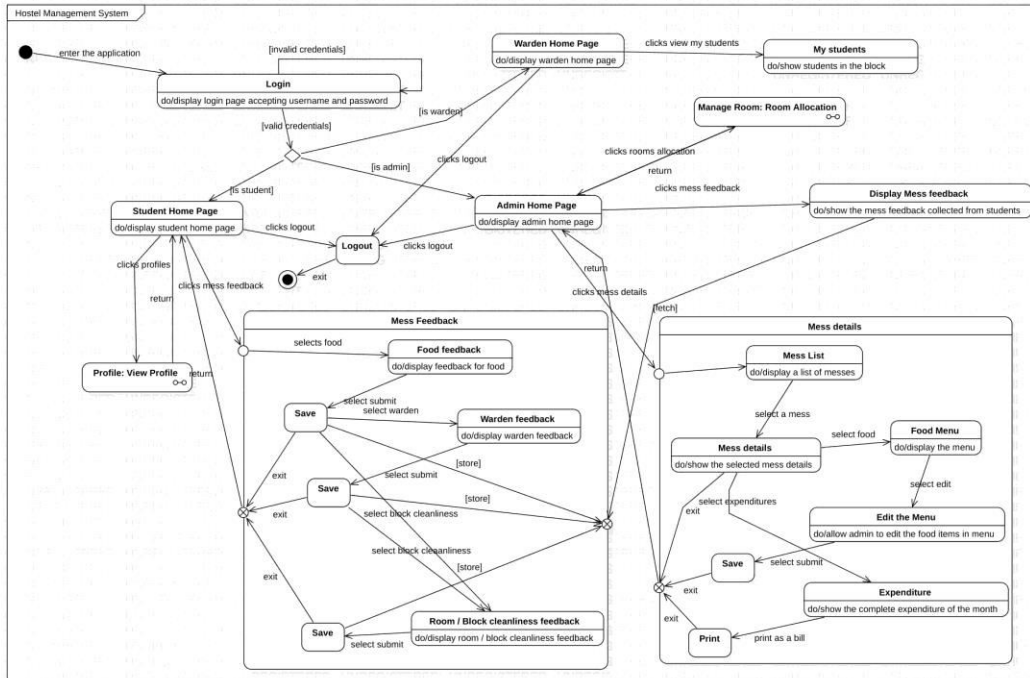 Hostel Management System
enter the application
[invalid credentials]
Login
do/display login page accepting username and password
[valid credentials]
[is warden]
Warden Home Page
do/display warden home page
clicks view my students
My students
do/show students in the block
Manage Room: Room Allocation
clicks rooms allocation
return
[is admin]
[is student]
clicks logout
Student Home Page
do/display student home page
clicks logout
Logout
exit
clicks logout
Admin Home Page
do/display admin home page
clicks mess feedback
Display Mess feedback
do/show the mess feedback collected from students
clicks profiles
return
clicks mess feedback
return
clicks mess details
[fetch]
Profile: View Profile
return
Mess Feedback
selects food
Food feedback
do/display feedback for food
select submit
Save
select warden
Warden feedback
do/display warden feedback
exit
select submit
[store]
Save
[store]
exit
select block cleanliness
select block cleaanliness
exit
[store]
Save
select submit
Room / Block cleanliness feedback
do/display room / block cleanliness feedback
Mess details
Mess List
do/display a list of messes
select a mess
Mess details
do/show the selected mess details
select food
Food Menu
do/display the menu
select edit
select expenditures
exit
Edit the Menu
do/allow admin to edit the food items in menu
select submit
Save
exit
Expenditure
do/show the complete expenditure of the month
print as a bill
Print
exit